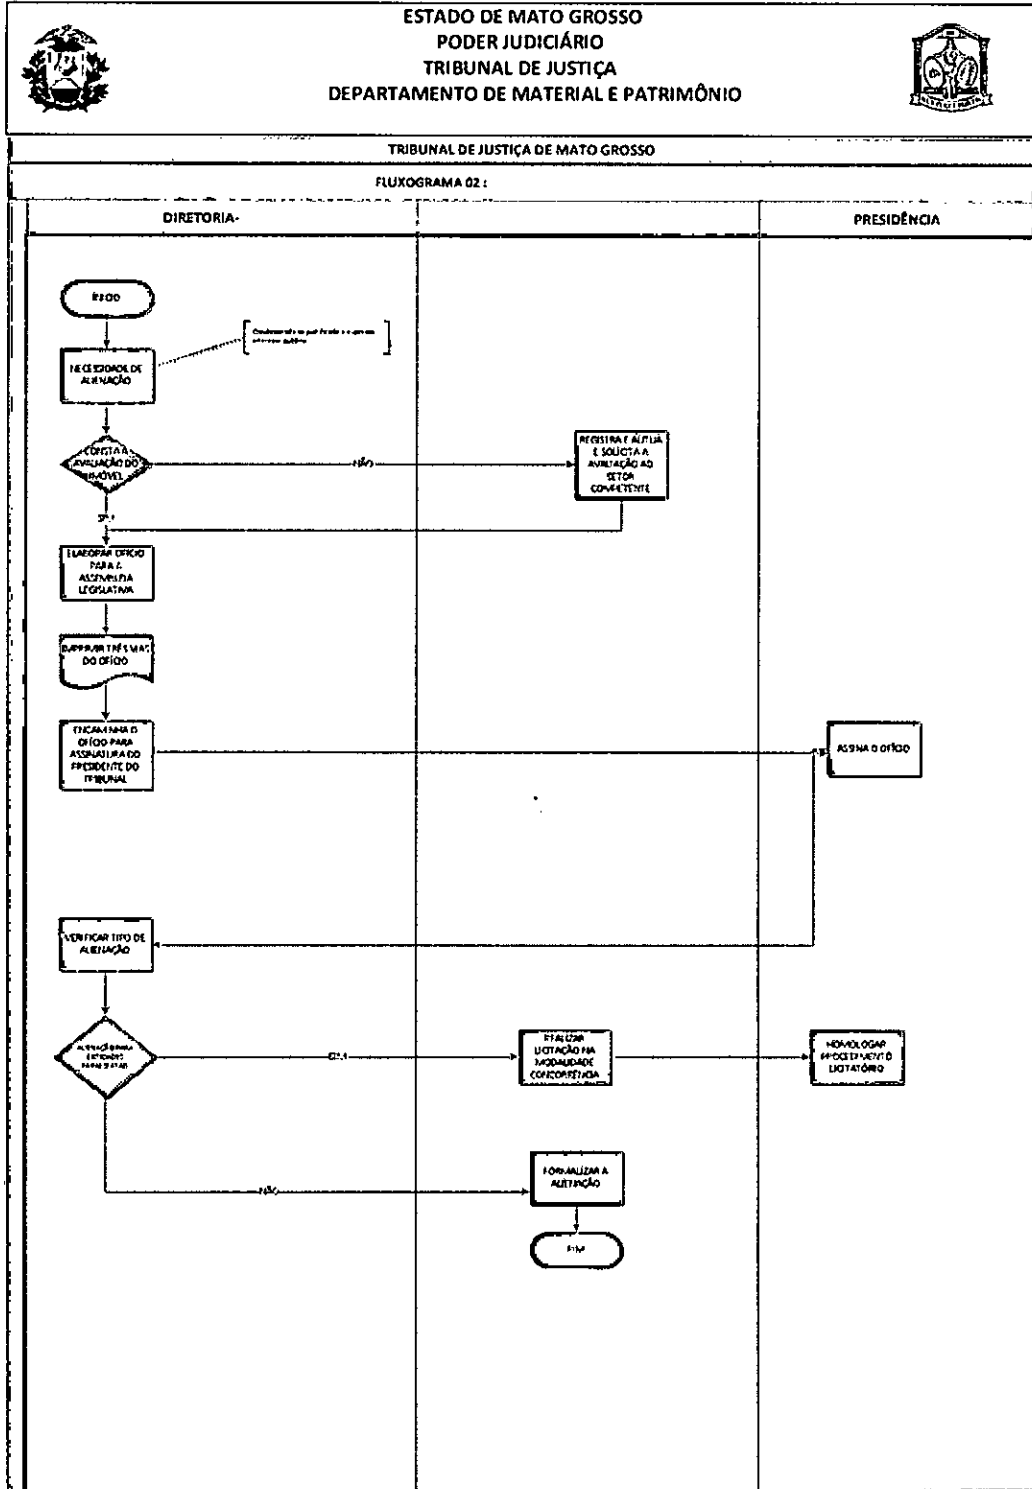 ESTADO DE MATO GROSSO
PODER JUDICIÁRIO
TRIBUNAL DE JUSTIÇA
DEPARTAMENTO DE MATERIAL E PATRIMÔNIO
TRIBUNAL DE JUSTIÇA DE MATO GROSSO
FLUXOGRAMA 02 :
DIRETORIA-
PRESIDÊNCIA
INÍCIO
NECESSIDADE DE
ALIENAÇÃO
CONSTA A
AVALIAÇÃO DO
IMÓVEL
NÃO
REGISTRA E AUTUA
E SOLICITA A
AVALIAÇÃO AO
SETOR
COMPETENTE
SIM
ELABORAR OFÍCIO
PARA A
ASSEMBLEIA
LEGISLATIVA
IMPRIMIR TRÊS VIAS
DO OFÍCIO
ENCAMINHA O
OFÍCIO PARA
ASSINATURA DO
PRESIDENTE DO
TRIBUNAL
ASSINA O OFÍCIO
VERIFICAR TIPO DE
ALIENAÇÃO
ALIENAÇÃO PARA
ENTIDADES
SIM
REALIZAR
LICITAÇÃO NA
MODALIDADE
CONCORRÊNCIA
HOMOLOGAR
PROCEDIMENTO
LICITATÓRIO
NÃO
FORMALIZAR A
ALIENAÇÃO
FIM